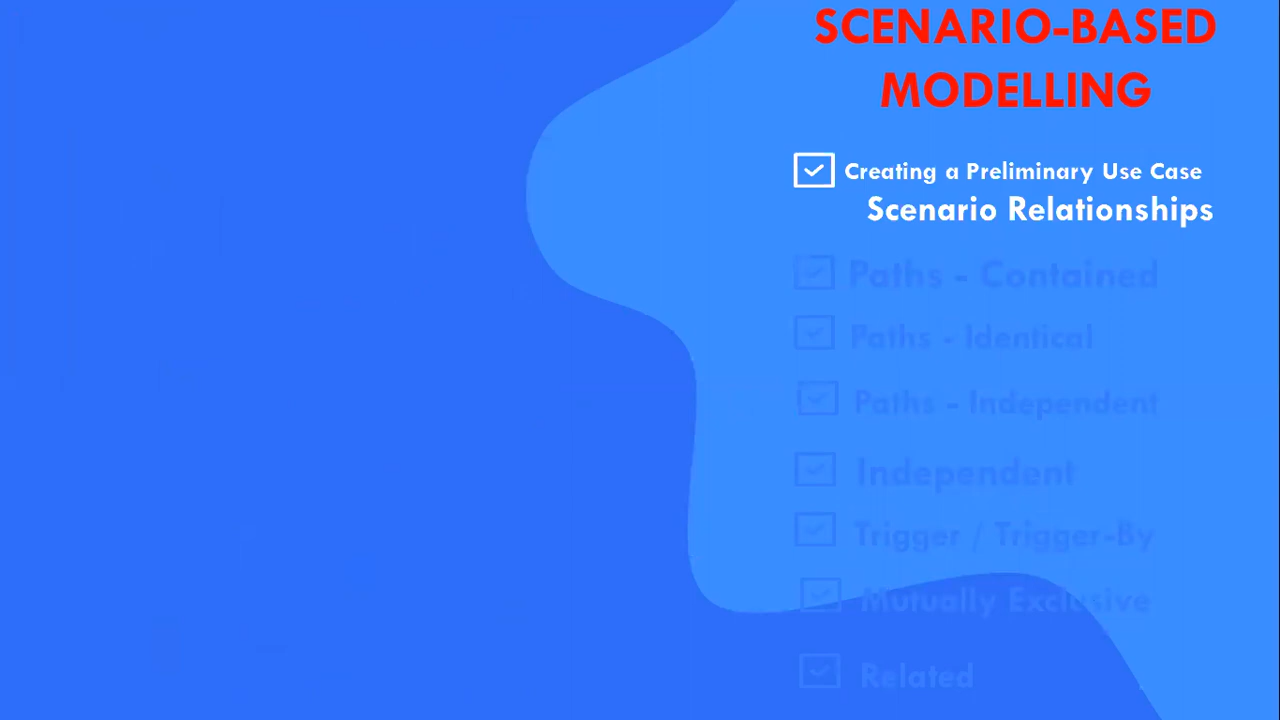 SCENARIO-BASED
MODELLING
Creating a Preliminary Use Case
Scenario Relationships
Paths - Contained
Paths - Identical
Paths - Independent
Independent
Trigger / Trigger-By
Mutually Exclusive
Related